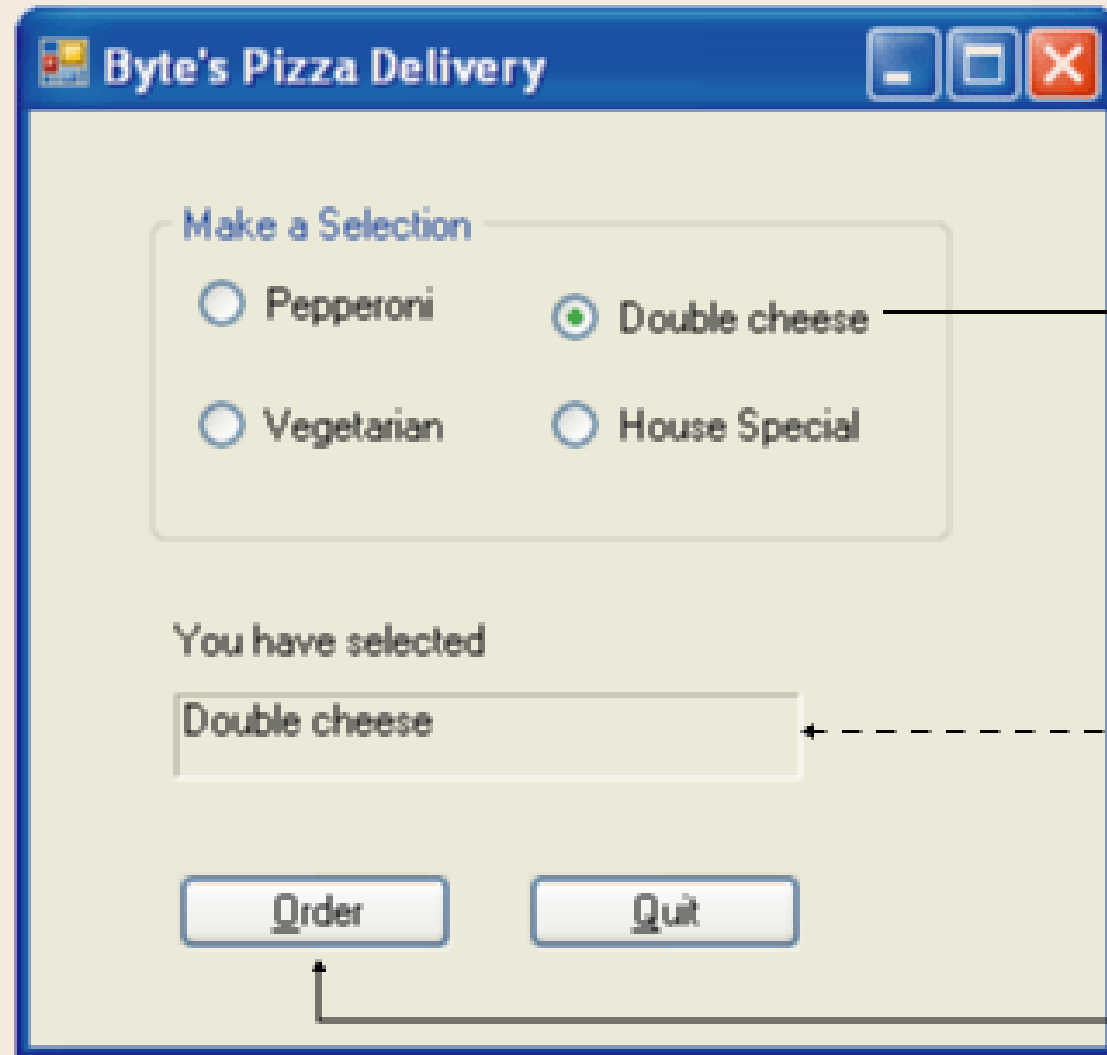 Byte's Pizza Delivery
Make a Selection
Pepperoni
Double cheese
Vegetarian
House Special
You have selected
Double cheese
Order
Quit